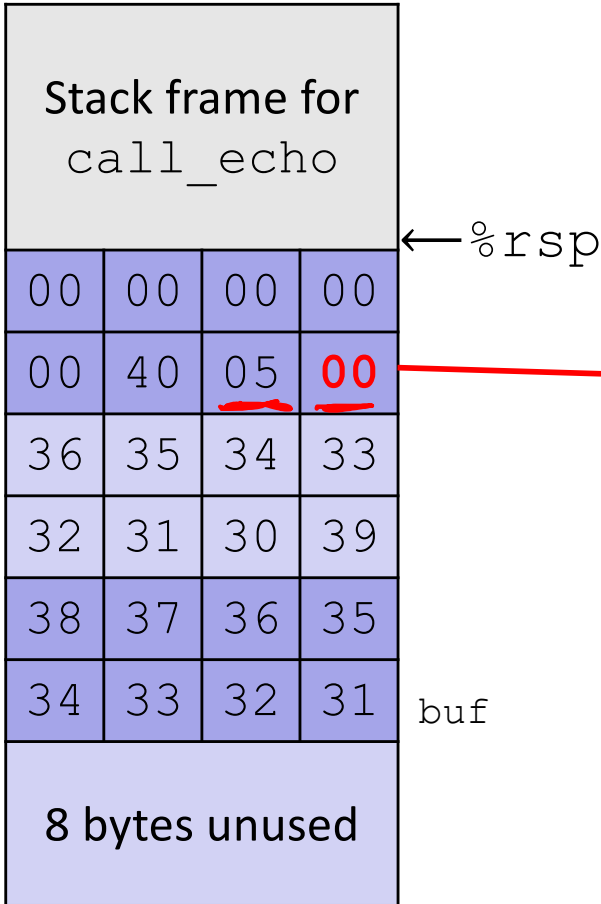 Stack frame for
call_echo
←%rsp
00 00 00 00
00 40 05 00
36 35 34 33
32 31 30 39
38 37 36 35
34 33 32 31 buf
8 bytes unused